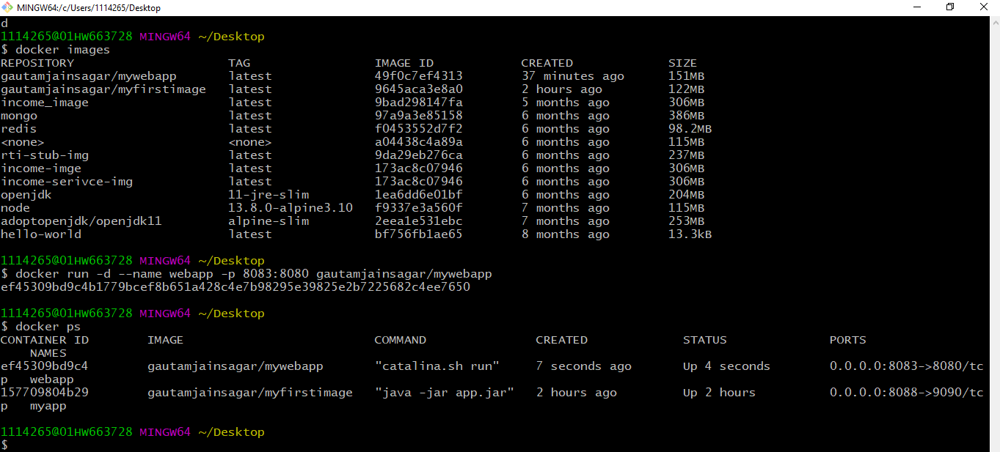 MINGW64:/c/Users/1114265/Desktop
d
1114265@01HW663728 MINGW64 ~/Desktop
$ docker images
REPOSITORY TAG IMAGE ID CREATED SIZE
gautamjainsagar/mywebapp latest 49f0c7ef4313 37 minutes ago 151MB
gautamjainsagar/myfirstimage latest 9645aca3e8a0 2 hours ago 122MB
income_image latest 9bad298147fa 5 months ago 306MB
mongo latest 97a9a3e85158 6 months ago 386MB
redis latest f0453552d7f2 6 months ago 98.2MB
<none> <none> a04438c4a89a 6 months ago 115MB
rti-stub-img latest 9da29eb276ca 6 months ago 237MB
income-imge latest 173ac8c07946 6 months ago 306MB
income-serivce-img latest 173ac8c07946 6 months ago 306MB
openjdk 11-jre-slim 1ea6dd6e01bf 6 months ago 204MB
node 13.8.0-alpine3.10 f9337e3a560f 7 months ago 115MB
adoptopenjdk/openjdk11 alpine-slim 2eea1e531ebc 7 months ago 253MB
hello-world latest bf756fb1ae65 8 months ago 13.3kB
1114265@01HW663728 MINGW64 ~/Desktop
$ docker run -d --name webapp -p 8083:8080 gautamjainsagar/mywebapp
ef45309bd9c4b1779bcef8b651a428c4e7b98295e39825e2b7225682c4ee7650
1114265@01HW663728 MINGW64 ~/Desktop
$ docker ps
CONTAINER ID IMAGE COMMAND CREATED STATUS PORTS
NAMES
ef45309bd9c4 gautamjainsagar/mywebapp "catalina.sh run" 7 seconds ago Up 4 seconds 0.0.0.0:8083->8080/tc
p webapp
157709804b29 gautamjainsagar/myfirstimage "java -jar app.jar" 2 hours ago Up 2 hours 0.0.0.0:8088->9090/tc
p myapp
1114265@01HW663728 MINGW64 ~/Desktop
$